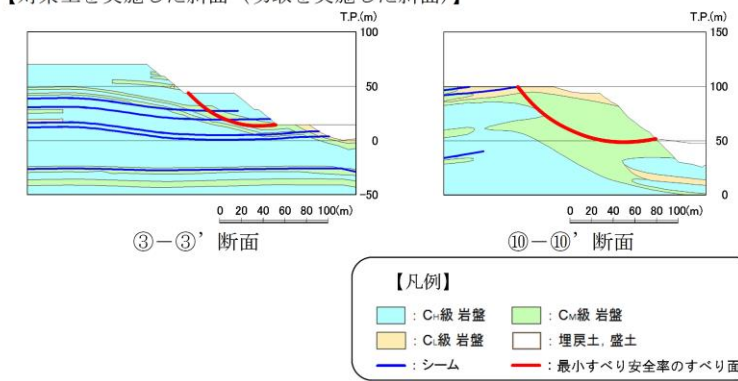 【対策工を実施した斜面（切取を実施した斜面）】
T.P.(m)
100
50
0
-50
0 20 40 60 80 100(m)
③－③’断面
T.P.(m)
150
100
50
0
0 20 40 60 80 100(m)
⑩－⑩’断面
【凡例】
：CH級 岩盤
：CM級 岩盤
：CL級 岩盤
：埋戻土, 盛土
：シーム
：最小すべり安全率のすべり面